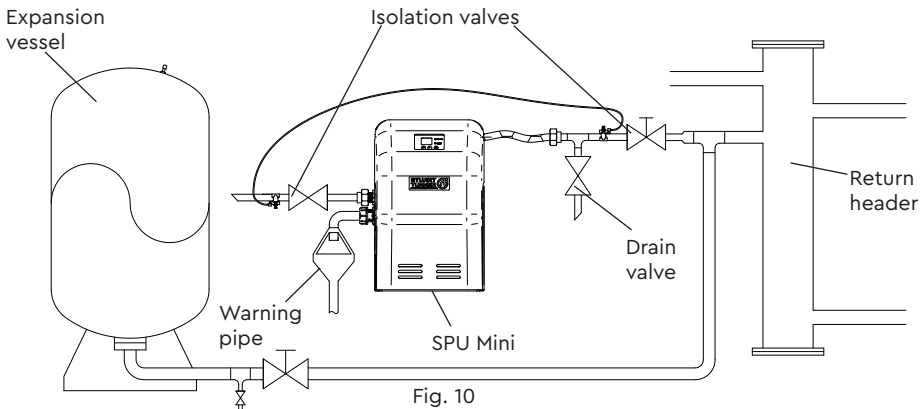 Expansion
vessel
Isolation valves
Return
header
Drain
valve
Warning
pipe
SPU Mini
Fig. 10